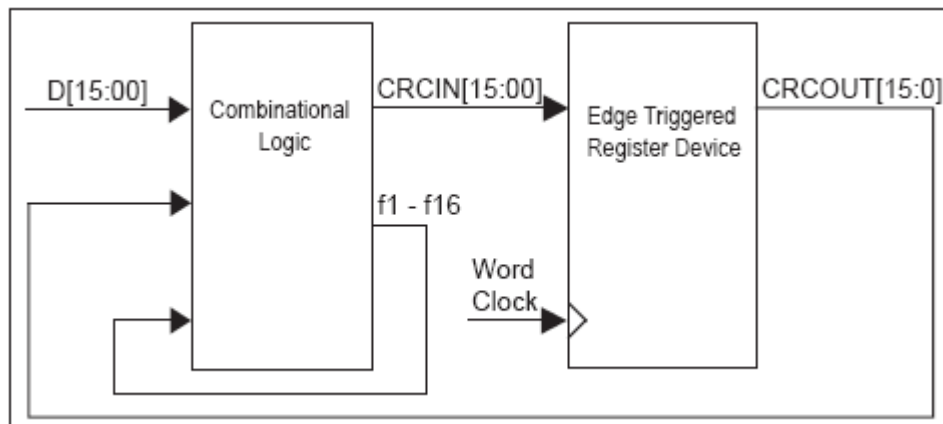 D[15:00]
Combinational
Logic
CRCIN[15:00]
f1 - f16
Edge Triggered
Register Device
Word
Clock
CRCOUT[15:0]